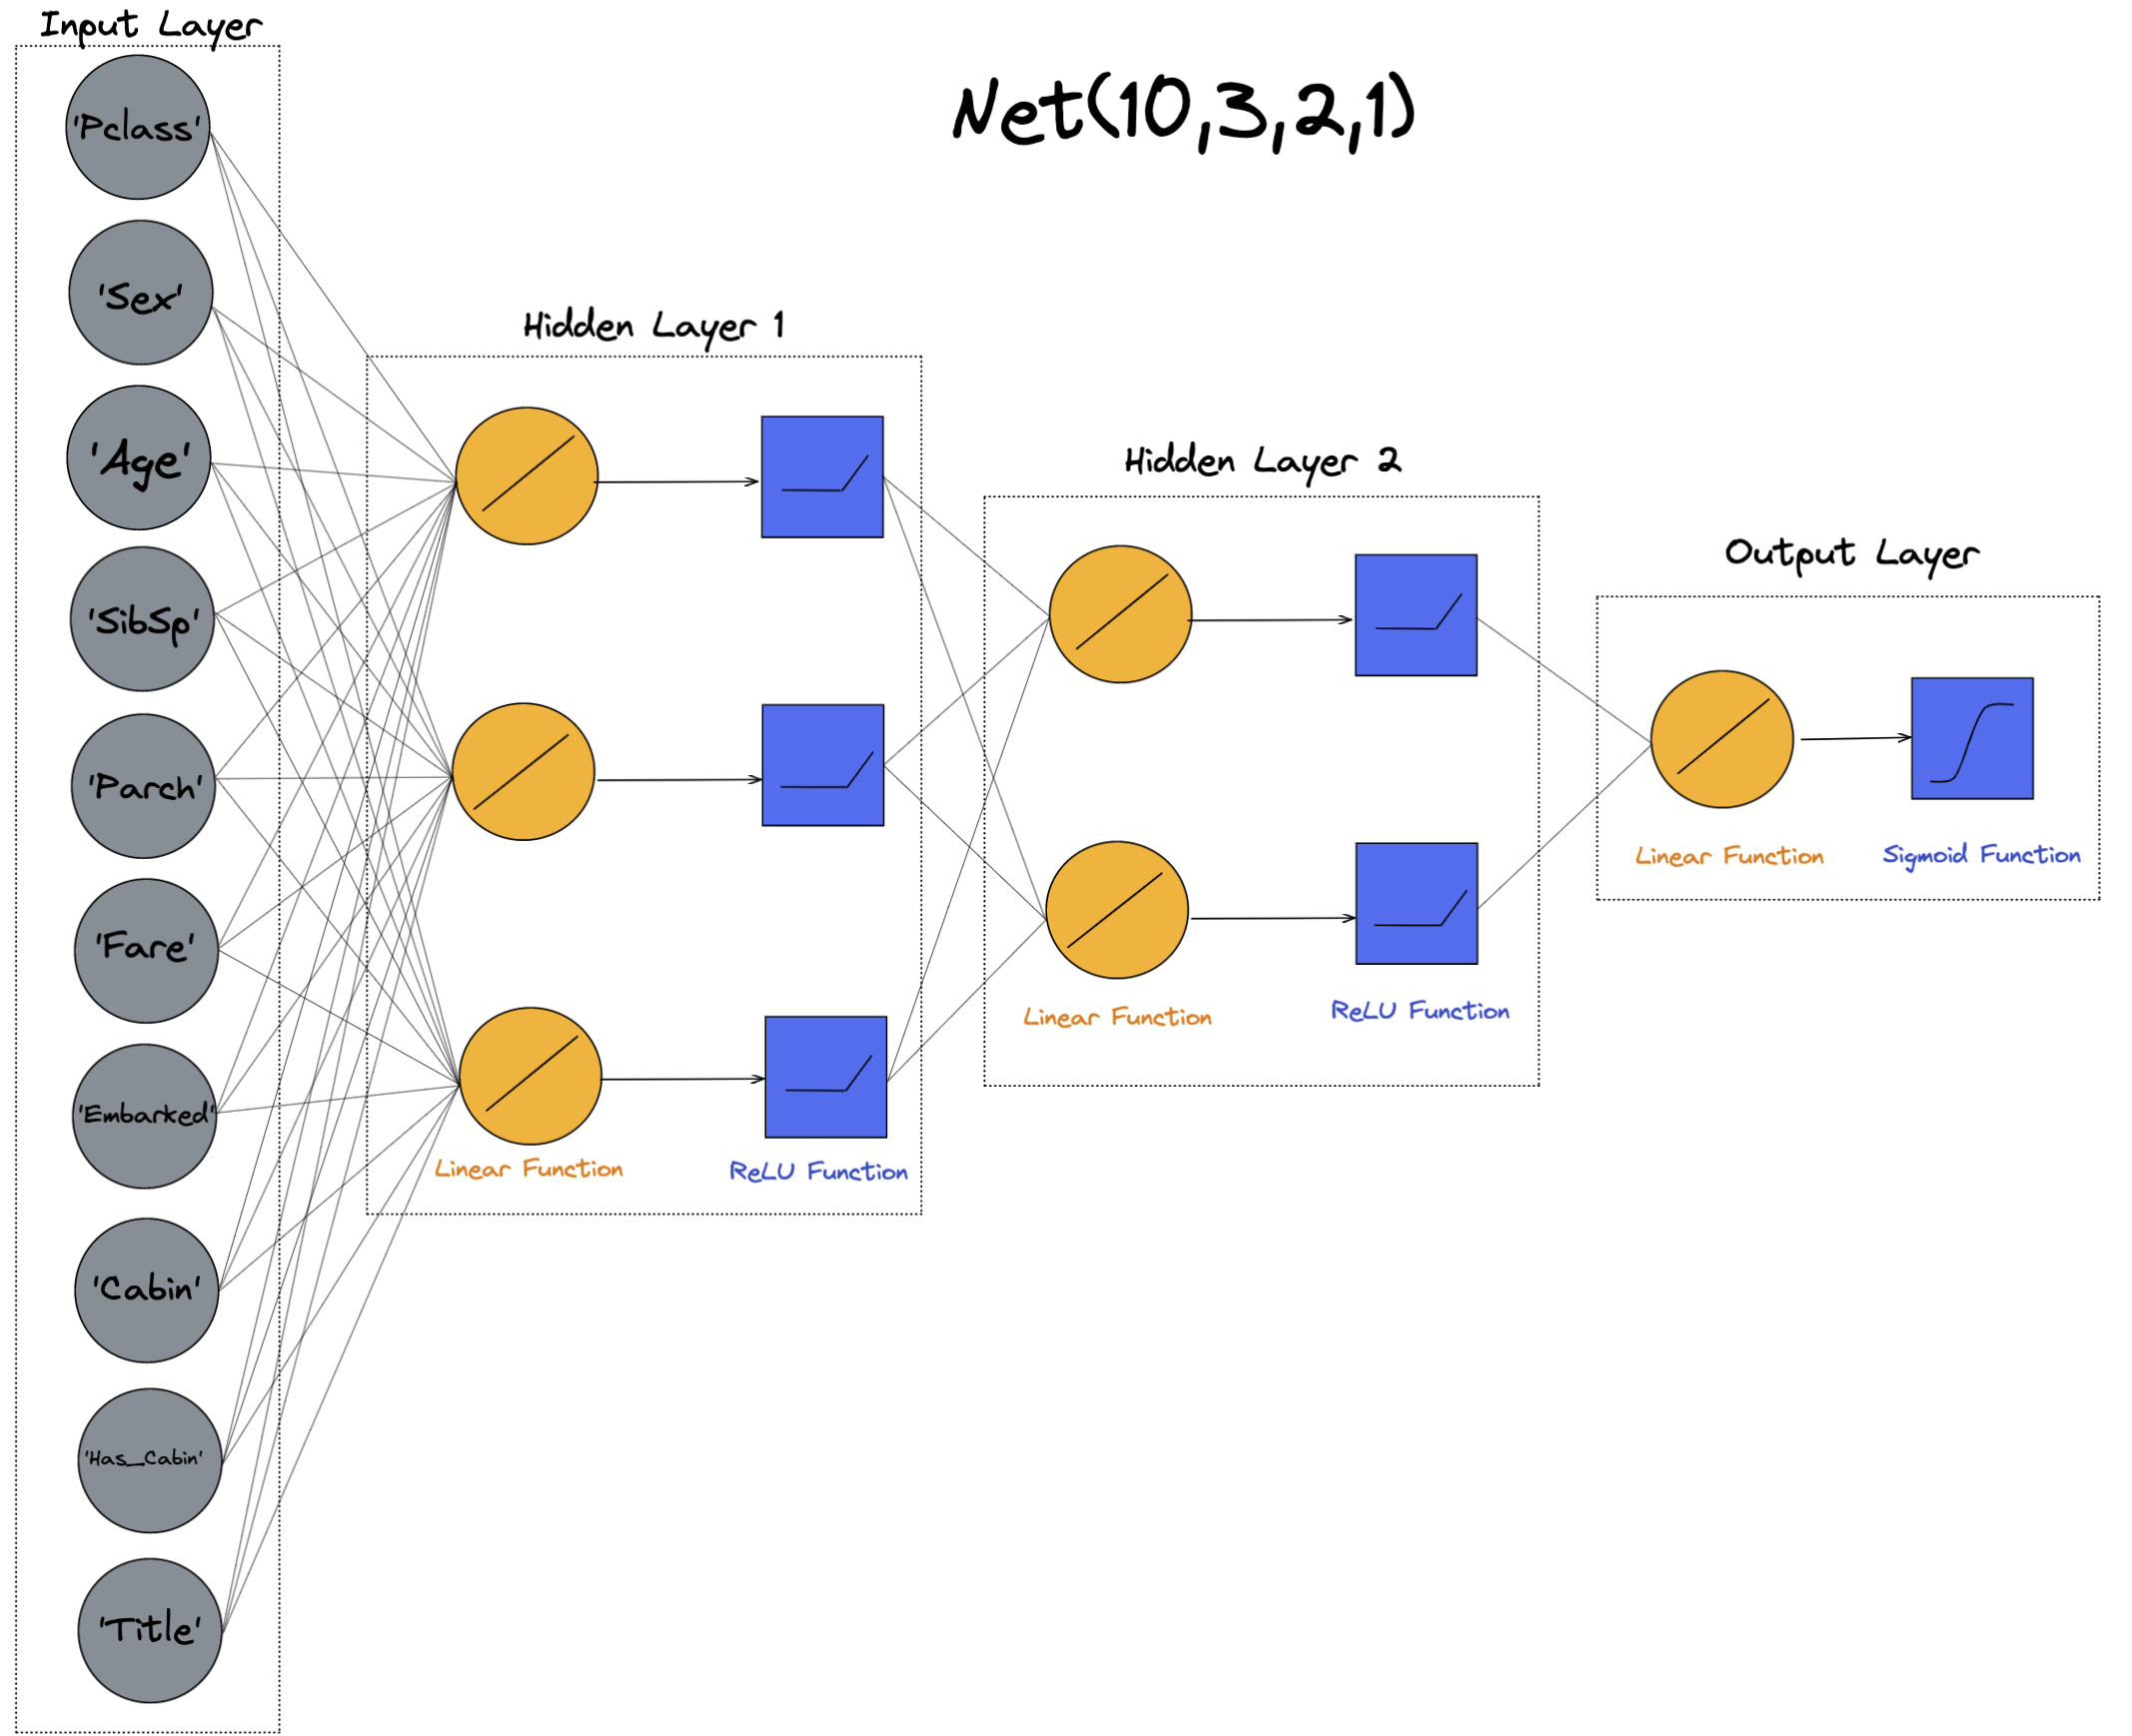 Input Layer
Net(10,3,2,1)
'Pclass'
'Sex'
'Age'
'SibSp'
'Parch'
'Fare'
'Embarked'
'Cabin'
'Has_Cabin'
'Title'
Hidden Layer 1
Linear Function
ReLU Function
Hidden Layer 2
Linear Function
ReLU Function
Output Layer
Linear Function
Sigmoid Function